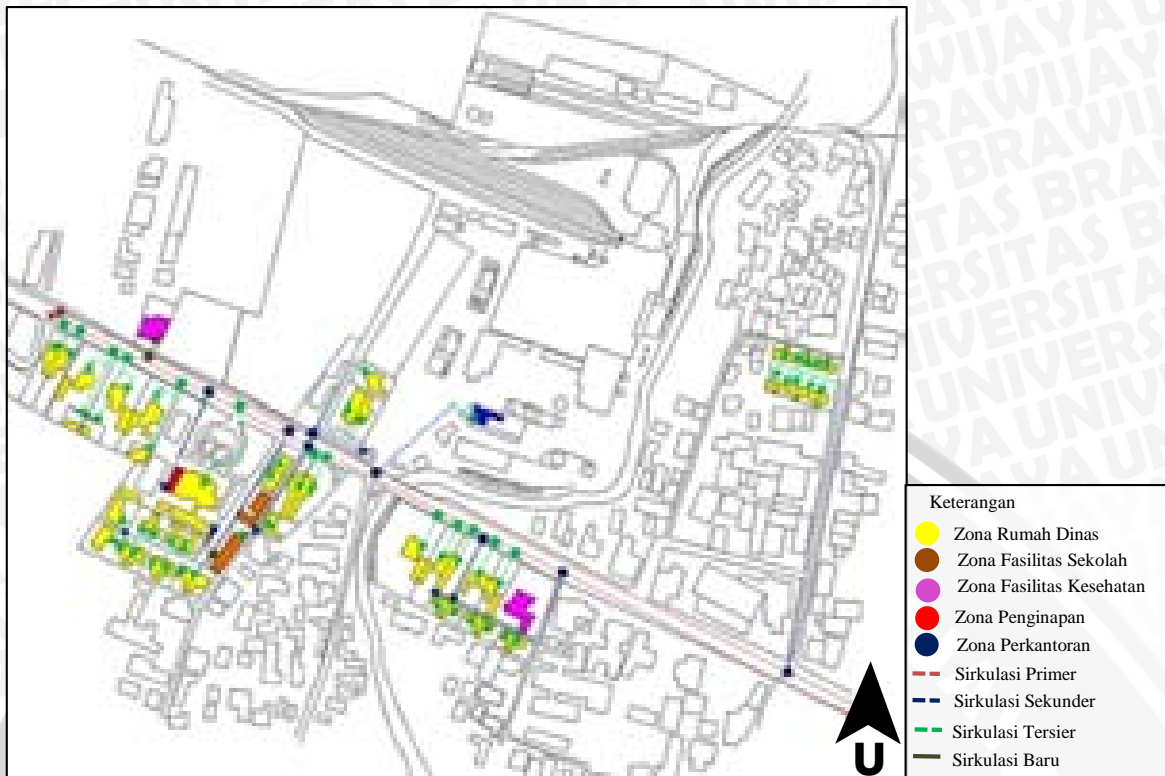 Keterangan
Zona Rumah Dinas
Zona Fasilitas Sekolah
Zona Fasilitas Kesehatan
Zona Penginapan
Zona Perkantoran
Sirkulasi Primer
Sirkulasi Sekunder
Sirkulasi Tersier
Sirkulasi Baru
U